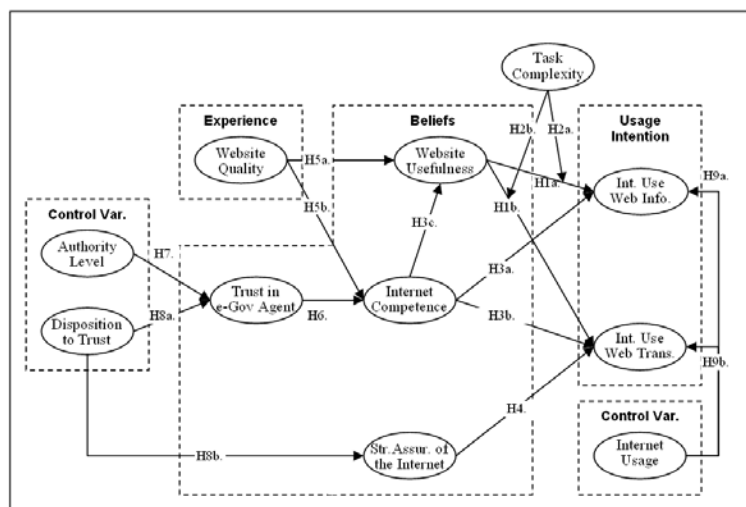 Task
Complexity
Experience
Beliefs
Usage
Intention
H2b.
H2a.
Website
Quality
H5a.
Website
Usefulness
H1a.
Int. Use
Web Info.
H9a.
H5b.
H1b.
Control Var.
Authority
Level
H7.
H3c.
H3a.
Trust in
e-Gov Agent
H6.
Internet
Competence
Disposition
to Trust
H8a.
H3b.
Int. Use
Web Trans.
H9b.
H4.
Control Var.
H8b.
Str.Assur. of
the Internet
Internet
Usage